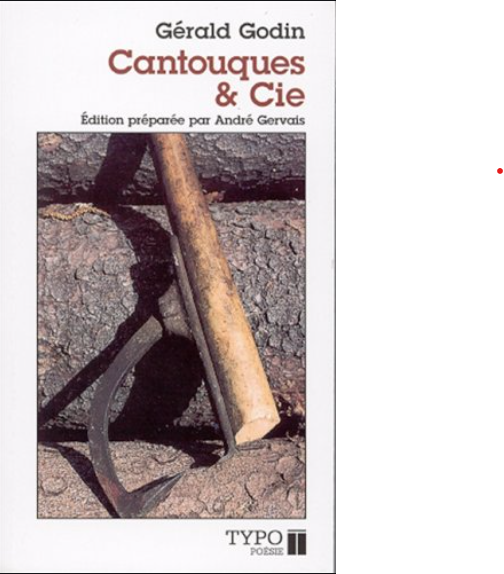 Gérald Godin
Cantouques
& Cie
Édition préparée par André Gervais
TYPO
POÉSIE